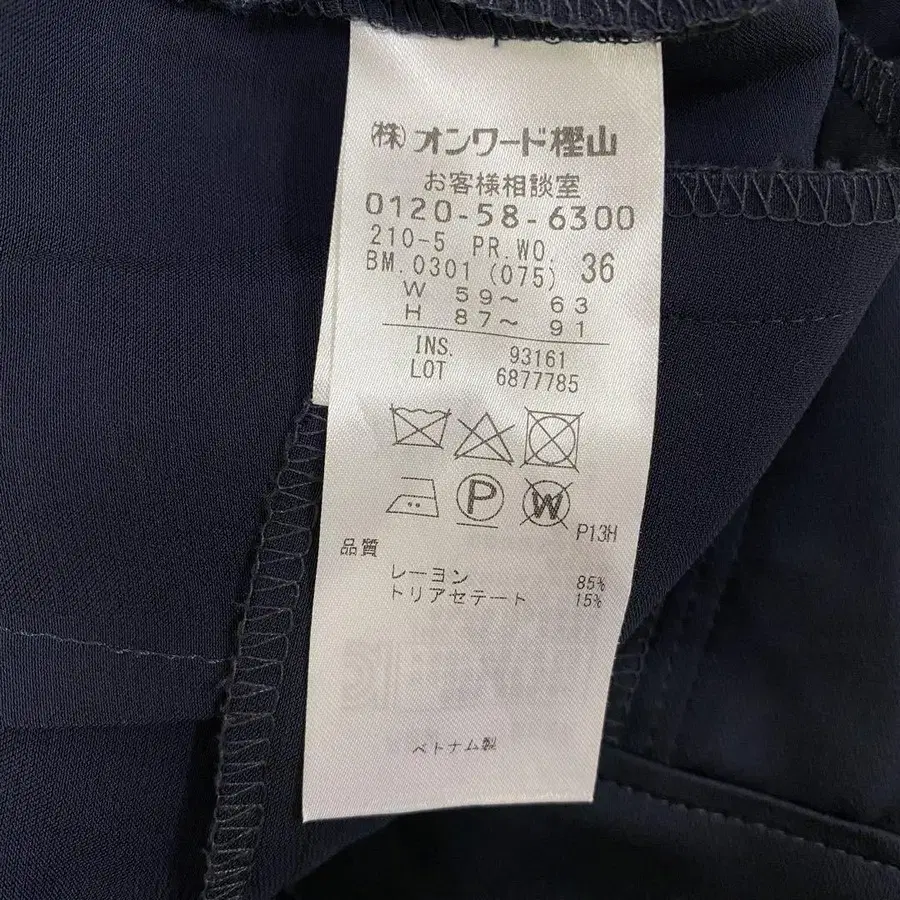 ㈱オンワード樫山
お客様相談室
0120-58-6300
210-5 PR.WO.
BM.0301 (075) 36
W 59～ 63
H 87～ 91
INS. 93161
LOT 6877785
P
W
P13H
品質
レーヨン 85%
トリアセテート 15%
ベトナム製